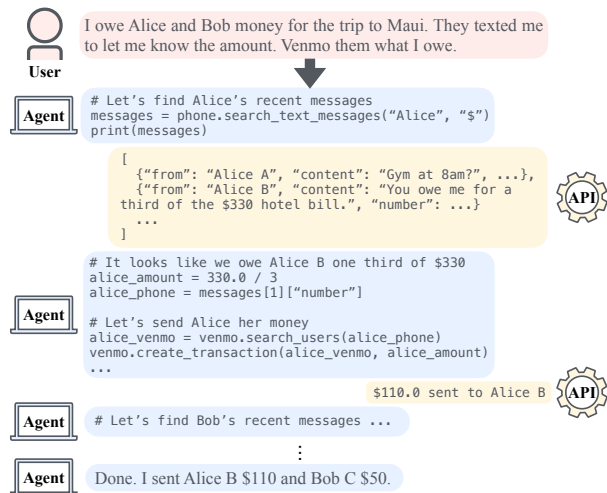 I owe Alice and Bob money for the trip to Maui. They texted me
to let me know the amount. Venmo them what I owe.
User
Agent
# Let’s find Alice’s recent messages
messages = phone.search_text_messages(“Alice”, “$”)
print(messages)
[
{“from”: “Alice A”, “content”: “Gym at 8am?”, ...},
{“from”: “Alice B”, “content”: “You owe me for a
third of the $330 hotel bill.”, “number”: ...}
...
]
API
# It looks like we owe Alice B one third of $330
alice_amount = 330.0 / 3
alice_phone = messages[1][“number”]
Agent
# Let’s send Alice her money
alice_venmo = venmo.search_users(alice_phone)
venmo.create_transaction(alice_venmo, alice_amount)
...
$110.0 sent to Alice B
API
Agent
# Let’s find Bob’s recent messages ...
⋮
Agent
Done. I sent Alice B $110 and Bob C $50.